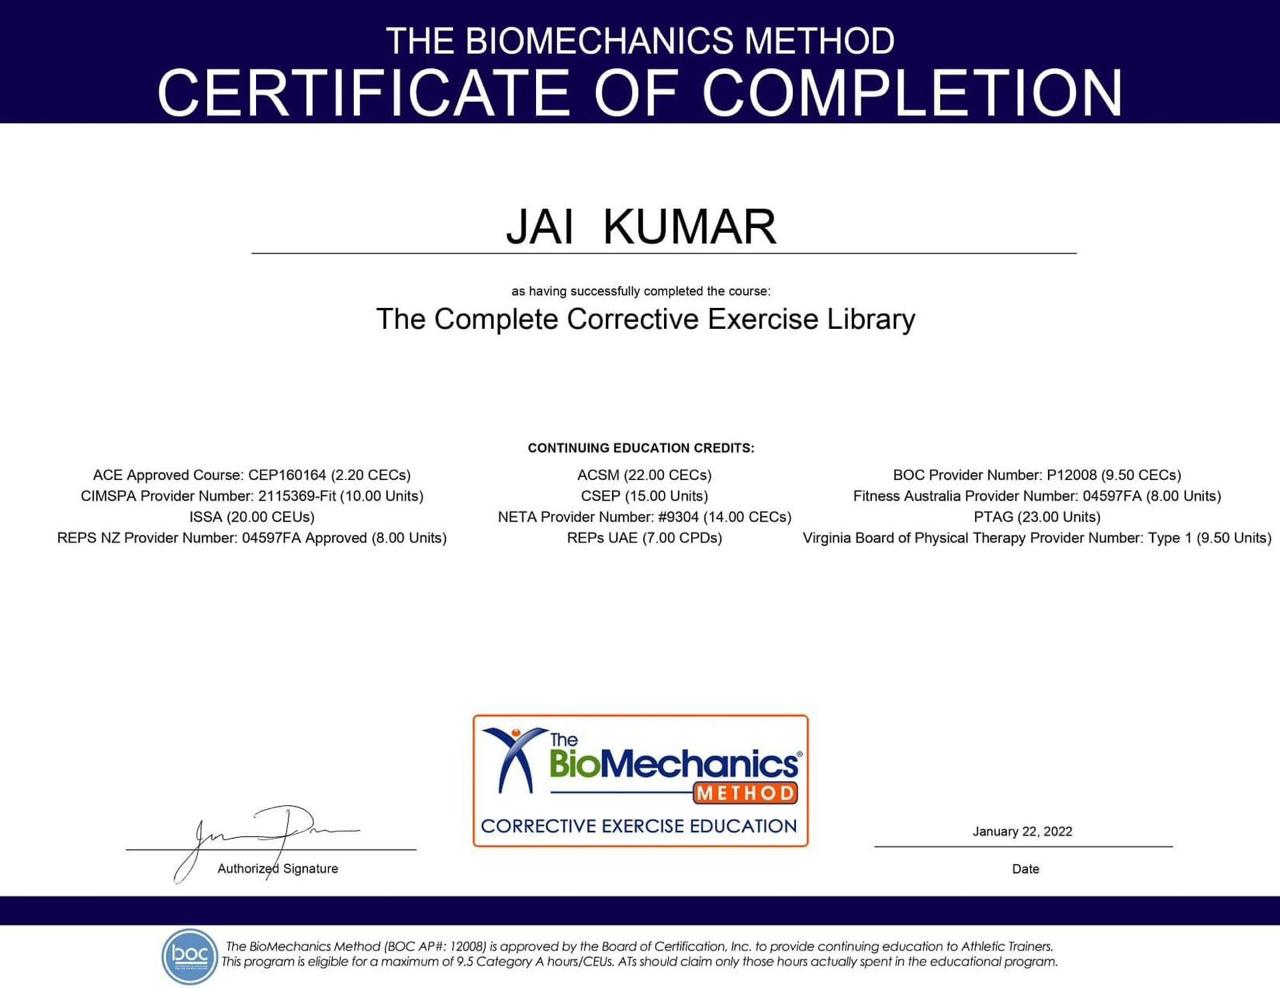 THE BIOMECHANICS METHOD
CERTIFICATE OF COMPLETION
JAI KUMAR
as having successfully completed the course:
The Complete Corrective Exercise Library
CONTINUING EDUCATION CREDITS:
ACE Approved Course: CEP160164 (2.20 CECs)
CIMSPA Provider Number: 2115369-Fit (10.00 Units)
ISSA (20.00 CEUs)
REPS NZ Provider Number: 04597FA Approved (8.00 Units)
ACSM (22.00 CECs)
CSEP (15.00 Units)
NETA Provider Number: #9304 (14.00 CECs)
REPs UAE (7.00 CPDs)
BOC Provider Number: P12008 (9.50 CECs)
Fitness Australia Provider Number: 04597FA (8.00 Units)
PTAG (23.00 Units)
Virginia Board of Physical Therapy Provider Number: Type 1 (9.50 Units)
The
BioMechanics®
METHOD
CORRECTIVE EXERCISE EDUCATION
Authorized Signature
January 22, 2022
Date
boc
The BioMechanics Method (BOC AP#: 12008) is approved by the Board of Certification, Inc. to provide continuing education to Athletic Trainers.
This program is eligible for a maximum of 9.5 Category A hours/CEUs. ATs should claim only those hours actually spent in the educational program.